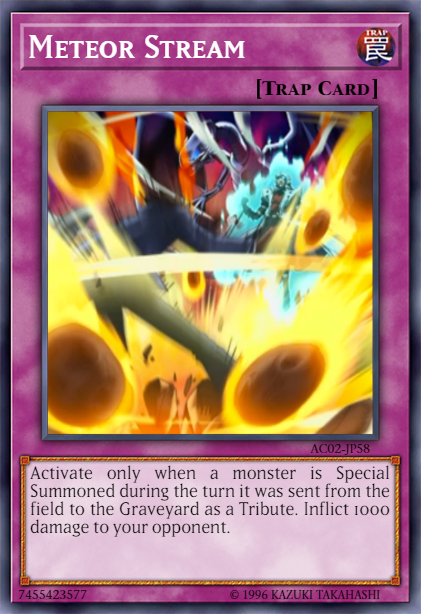 METEOR STREAM
TRAP
罠
[TRAP CARD]
AC02-JP58
Activate only when a monster is Special
Summoned during the turn it was sent from the
field to the Graveyard as a Tribute. Inflict 1000
damage to your opponent.
7455423577
© 1996 KAZUKI TAKAHASHI